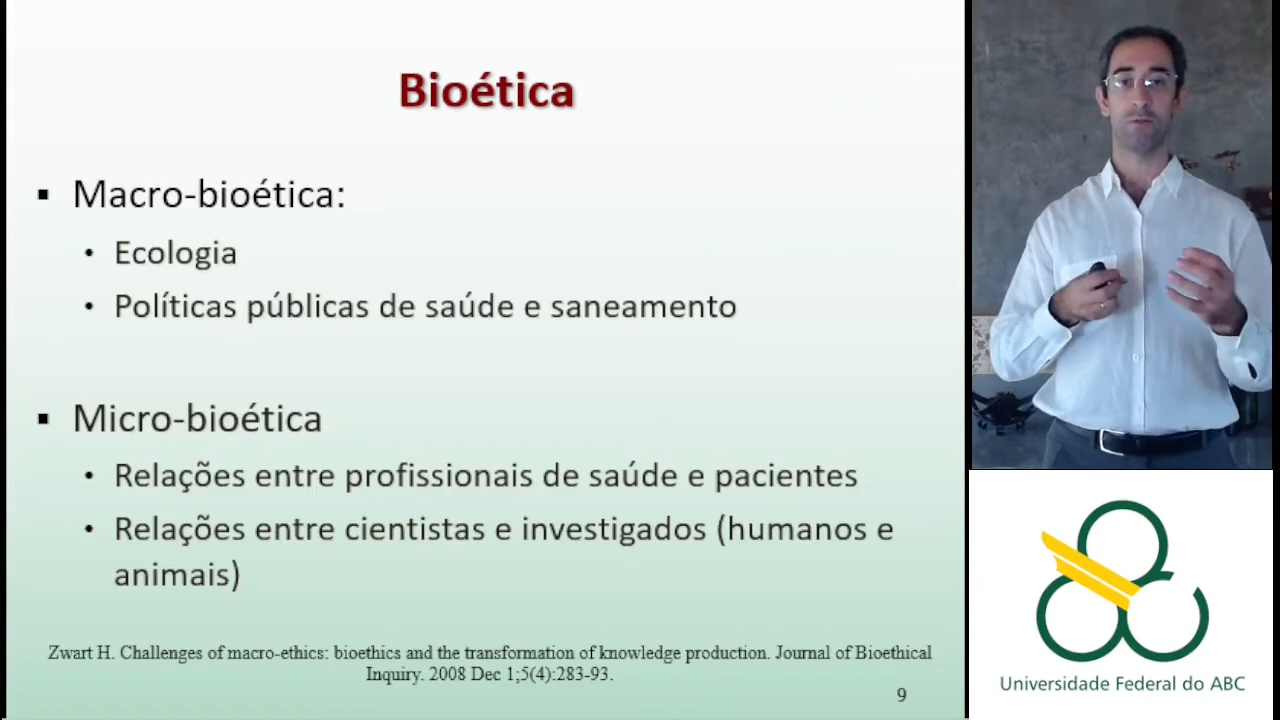 Bioética
▪ Macro-bioética:
• Ecologia
• Políticas públicas de saúde e saneamento
▪ Micro-bioética
• Relações entre profissionais de saúde e pacientes
• Relações entre cientistas e investigados (humanos e
animais)
Zwart H. Challenges of macro-ethics: bioethics and the transformation of knowledge production. Journal of Bioethical
Inquiry. 2008 Dec 1;5(4):283-93.
9
Universidade Federal do ABC